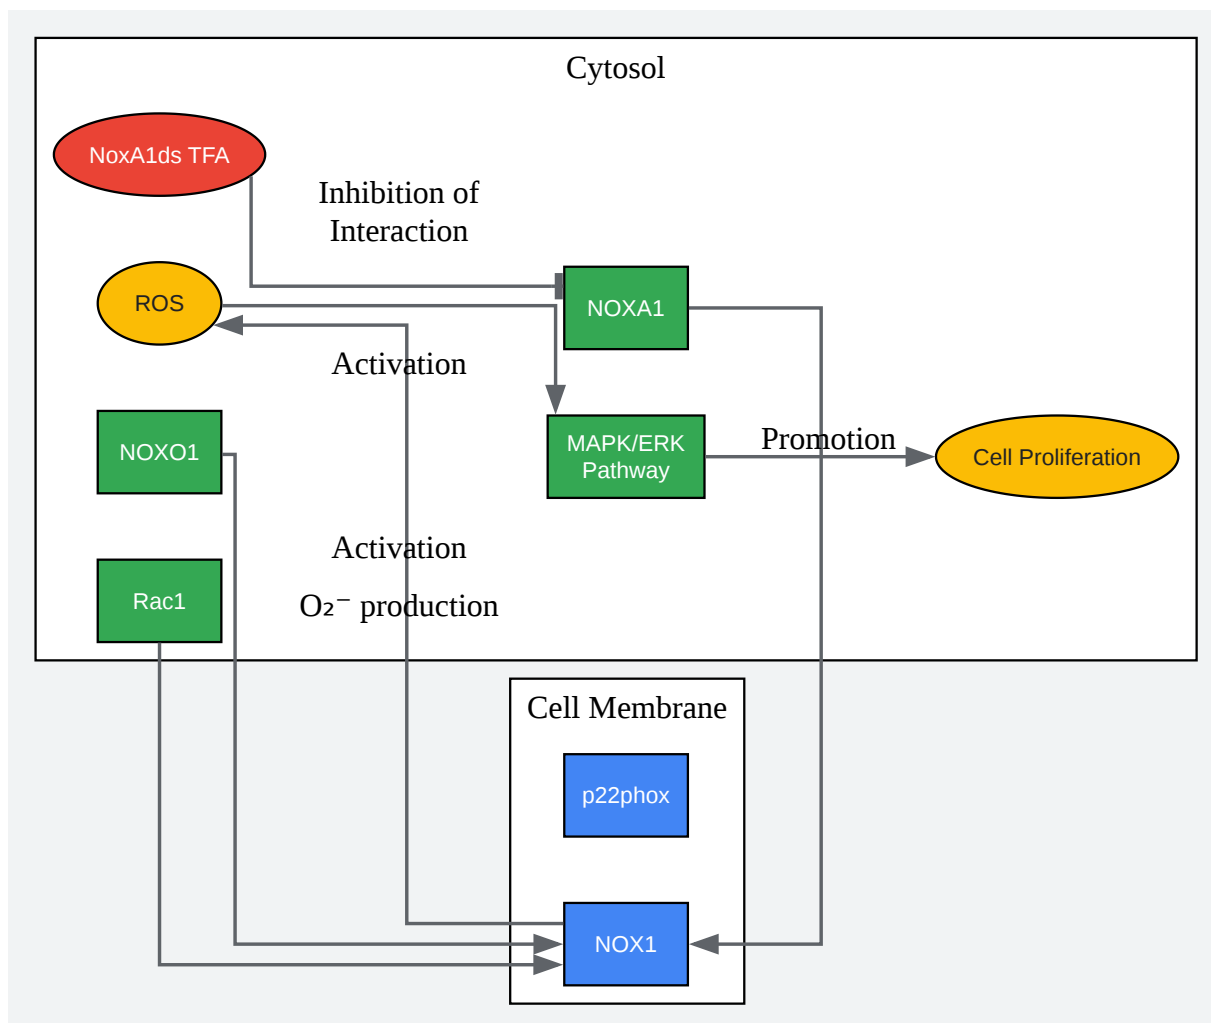 Cytosol
NoxA1ds TFA
Inhibition of
Interaction
ROS
NOXA1
Activation
NOXO1
MAPK/ERK
Pathway
Promotion
Cell Proliferation
Activation
Rac1
O₂⁻ production
Cell Membrane
p22phox
NOX1